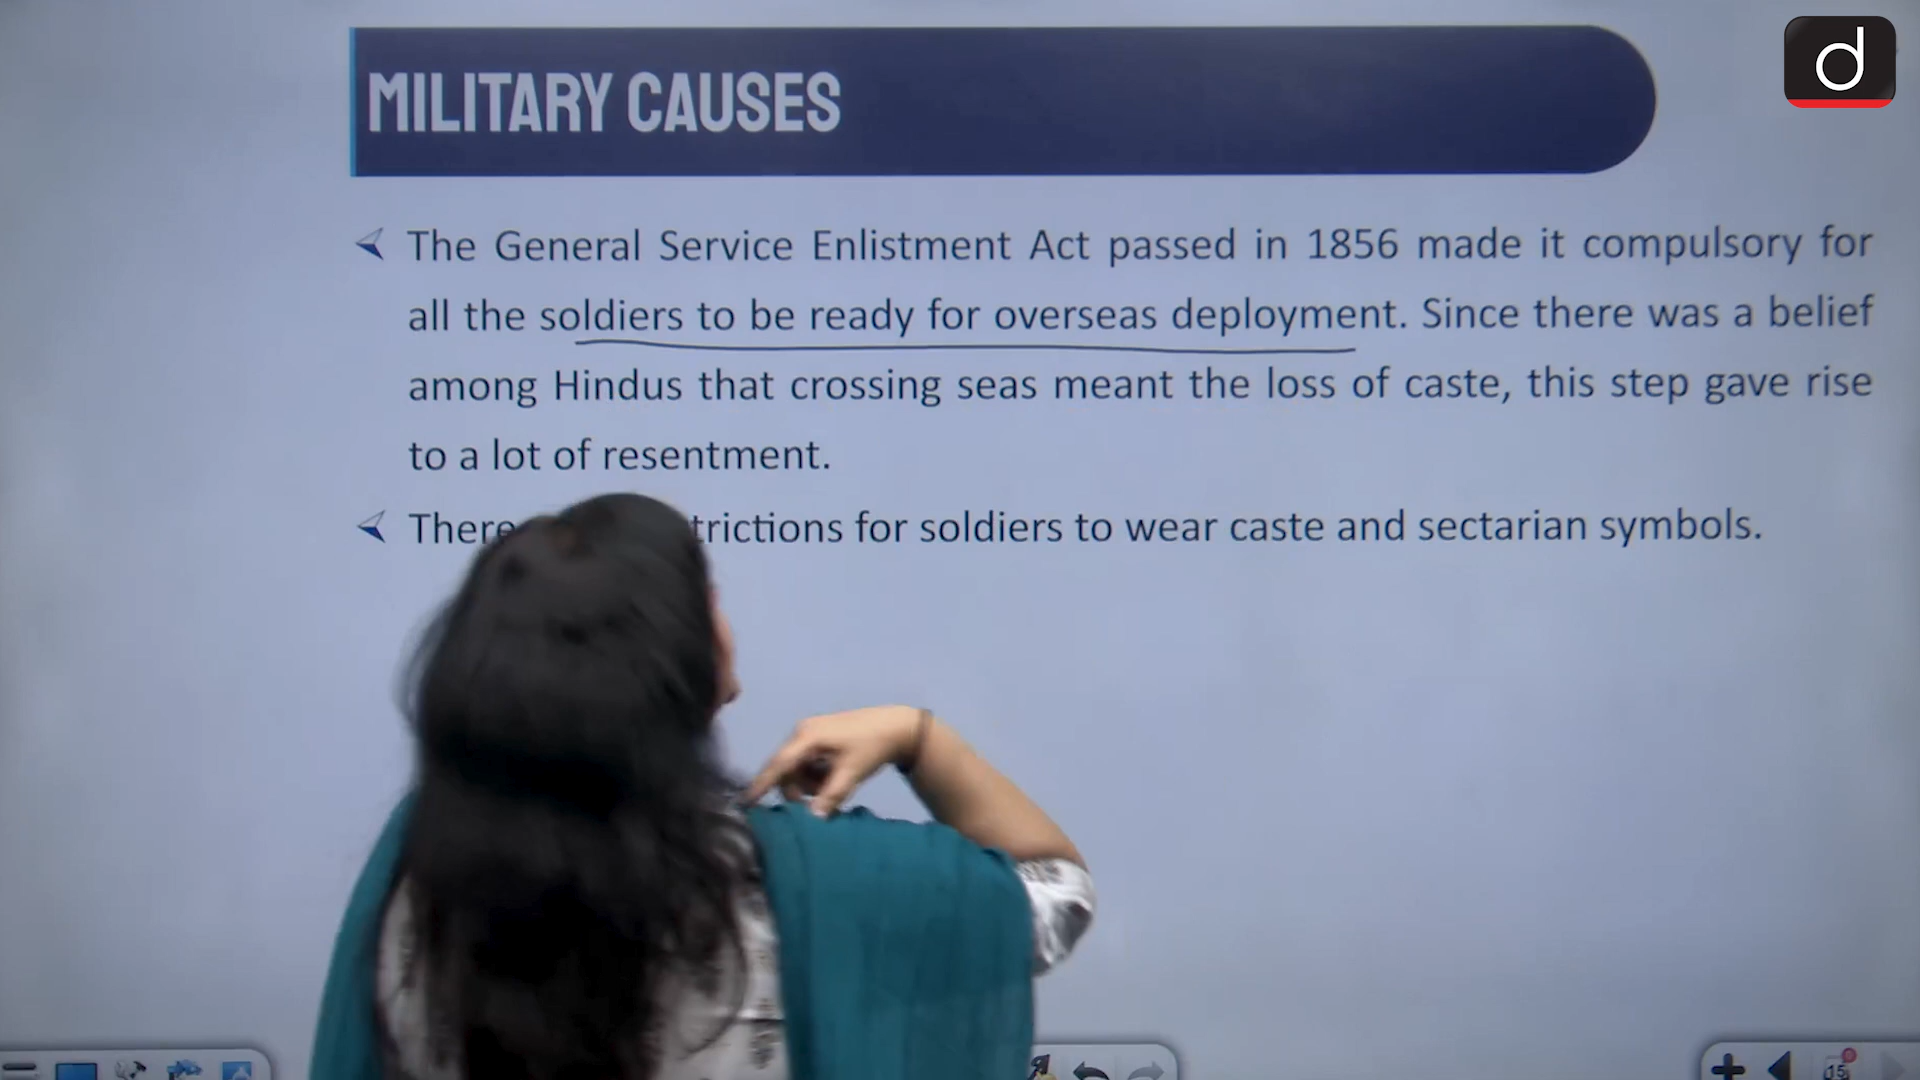 d
MILITARY CAUSES
The General Service Enlistment Act passed in 1856 made it compulsory for
all the soldiers to be ready for overseas deployment. Since there was a belief
among Hindus that crossing seas meant the loss of caste, this step gave rise
to a lot of resentment.
There trictions for soldiers to wear caste and sectarian symbols.
15